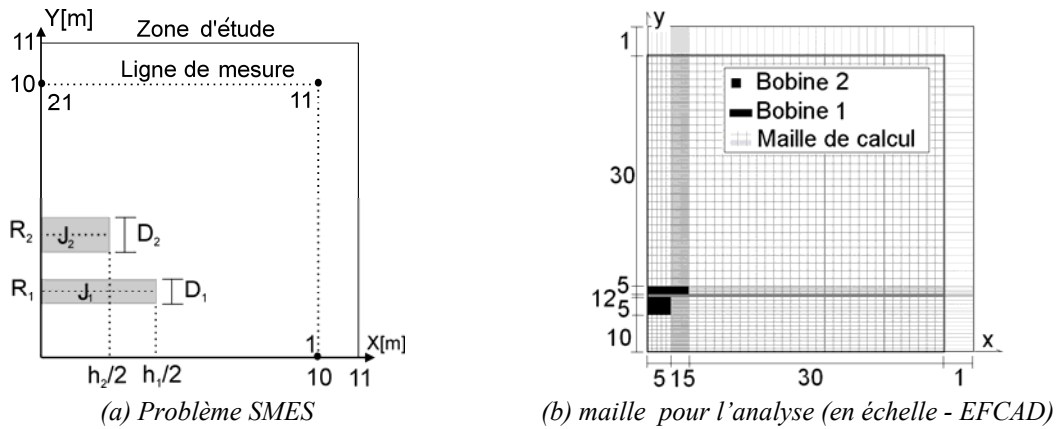 Y[m]
11
Zone d'étude
10
Ligne de mesure
21
11
R2
J2
D2
R1
J1
D1
1
X[m]
h2/2
h1/2
10
11
(a) Problème SMES
y
1
Bobine 2
Bobine 1
Maille de calcul
30
5
12
5
10
x
5
15
30
1
(b) maille pour l’analyse (en échelle - EFCAD)